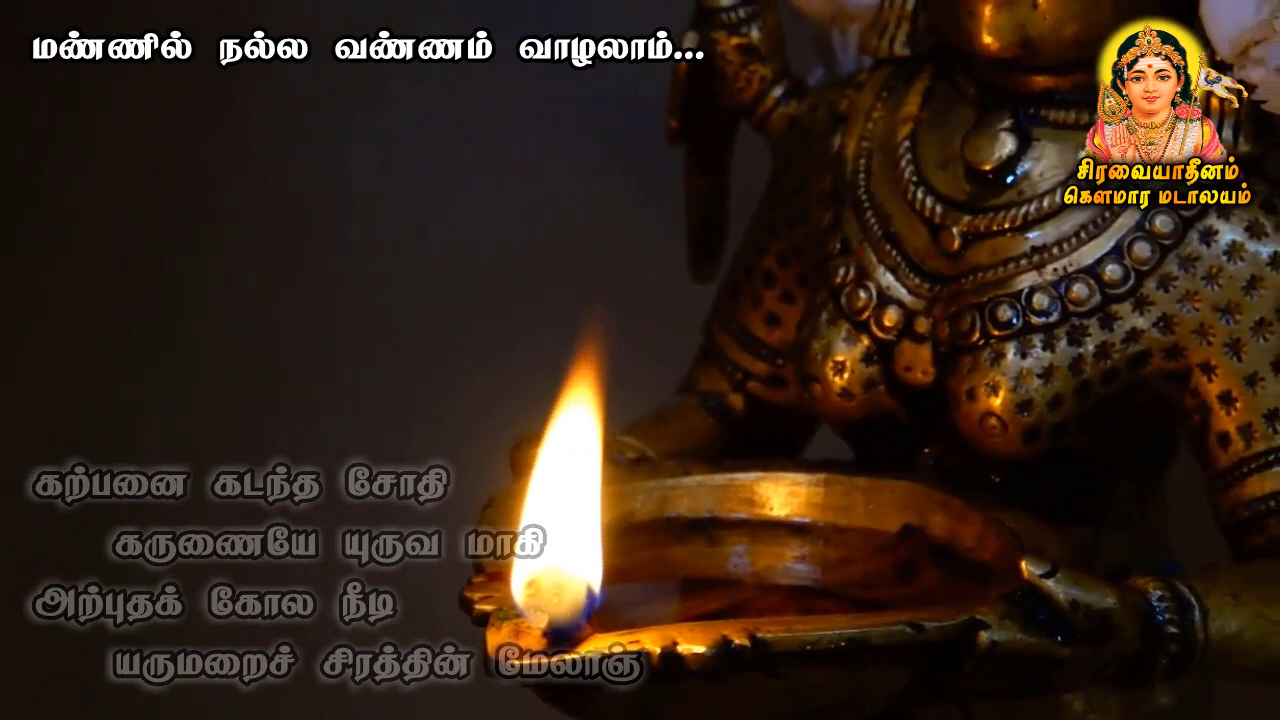 மண்ணில் நல்ல வண்ணம் வாழலாம்...
சிரவையாதீனம்
கௌமார மடாலயம்
கற்பனை கடந்த சோதி
கருணையே யுருவ மாகி
அற்புதக் கோல நீடி
யருமறைச் சிரத்தின் மேலாஞ்